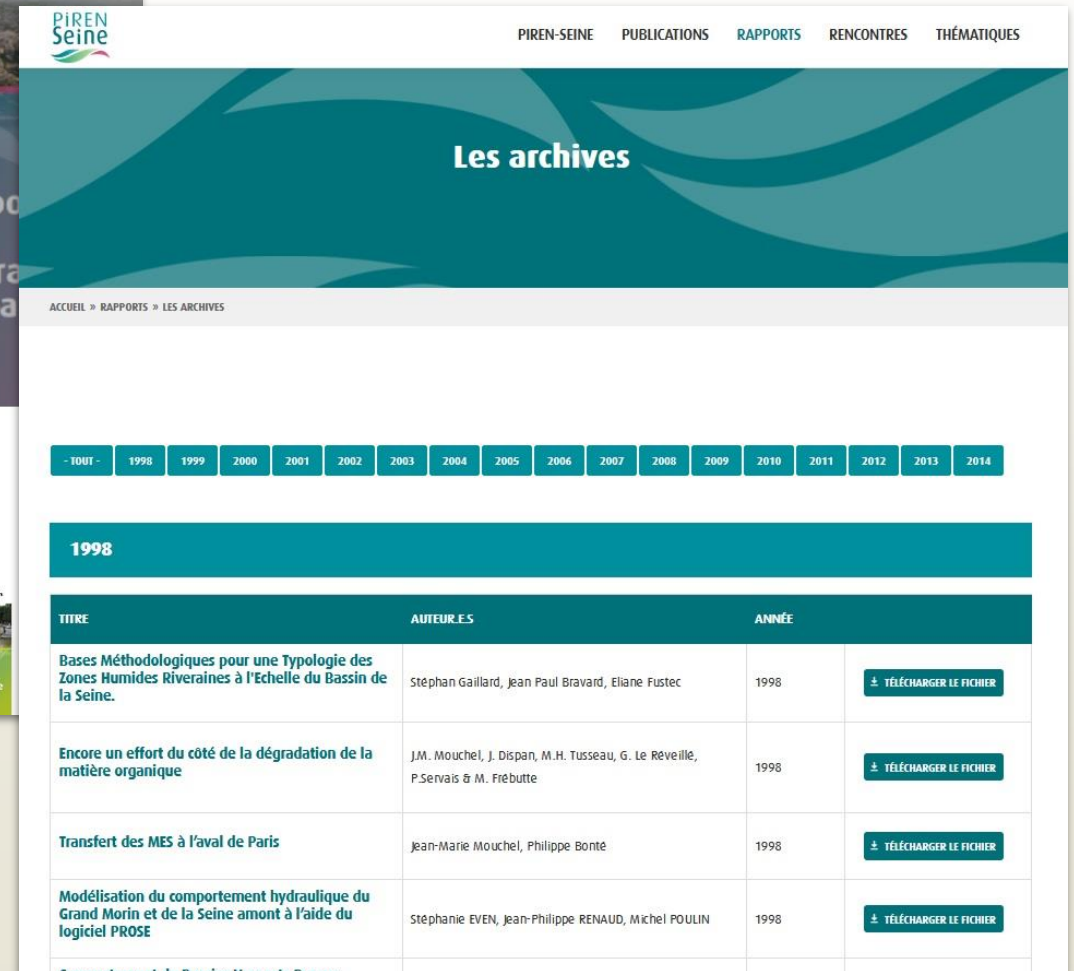 PiREN
Seine
PIREN-SEINE PUBLICATIONS RAPPORTS RENCONTRES THÉMATIQUES
Les archives
ACCUEIL » RAPPORTS » LES ARCHIVES
- TOUT - 1998 1999 2000 2001 2002 2003 2004 2005 2006 2007 2008 2009 2010 2011 2012 2013 2014
1998
TITRE AUTEUR.E.S ANNÉE
Bases Méthodologiques pour une Typologie des
Zones Humides Riveraines à l'Echelle du Bassin de
la Seine.
Stéphan Gaillard, Jean Paul Bravard, Eliane Fustec
1998
TÉLÉCHARGER LE FICHIER
Encore un effort du côté de la dégradation de la
matière organique
J.M. Mouchel, J. Dispan, M.H. Tusseau, G. Le Réveillé,
P.Servais & M. Frébutte
1998
TÉLÉCHARGER LE FICHIER
Transfert des MES à l’aval de Paris
Jean-Marie Mouchel, Philippe Bonté
1998
TÉLÉCHARGER LE FICHIER
Modélisation du comportement hydraulique du
Grand Morin et de la Seine amont à l’aide du
logiciel PROSE
Stéphanie EVEN, Jean-Philippe RENAUD, Michel POULIN
1998
TÉLÉCHARGER LE FICHIER